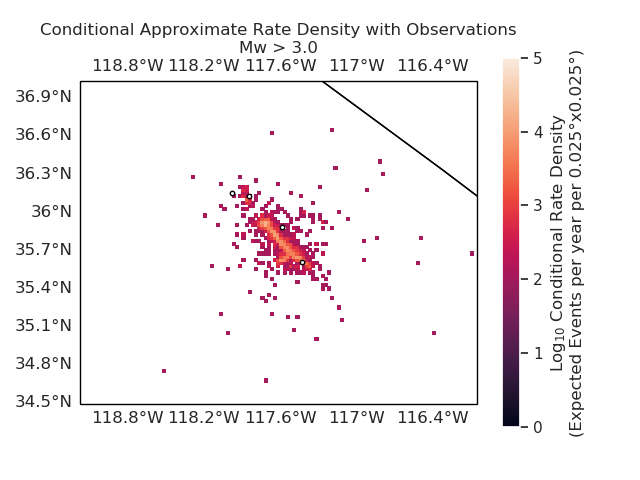 Conditional Approximate Rate Density with Observations
Mw > 3.0
118.8°W 118.2°W 117.6°W 117°W 116.4°W
36.9°N
36.6°N
36.3°N
36°N
35.7°N
35.4°N
35.1°N
34.8°N
34.5°N
118.8°W 118.2°W 117.6°W 117°W 116.4°W
5
4
3
2
1
0
Log₁₀ Conditional Rate Density
(Expected Events per year per 0.025°x0.025°)